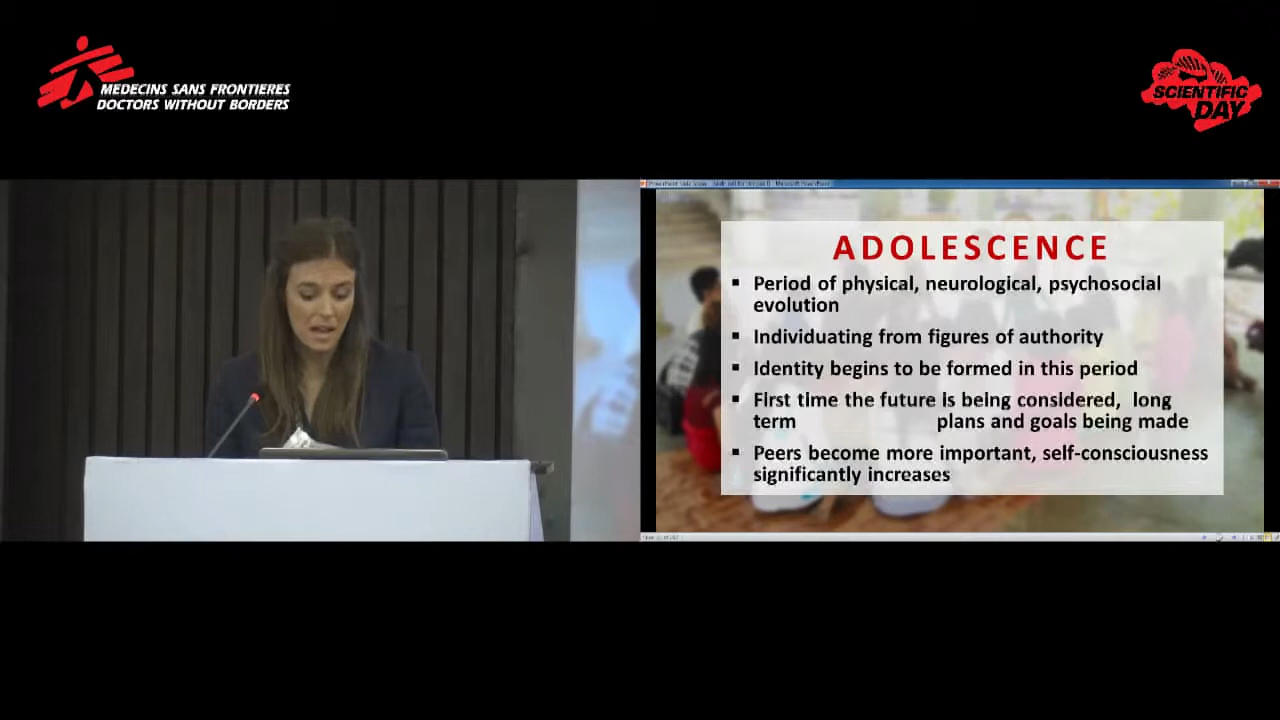 MEDECINS SANS FRONTIERES
DOCTORS WITHOUT BORDERS
SCIENTIFIC
DAY
ADOLESCENCE
▪ Period of physical, neurological, psychosocial
evolution
▪ Individuating from figures of authority
▪ Identity begins to be formed in this period
▪ First time the future is being considered, long
term plans and goals being made
▪ Peers become more important, self-consciousness
significantly increases